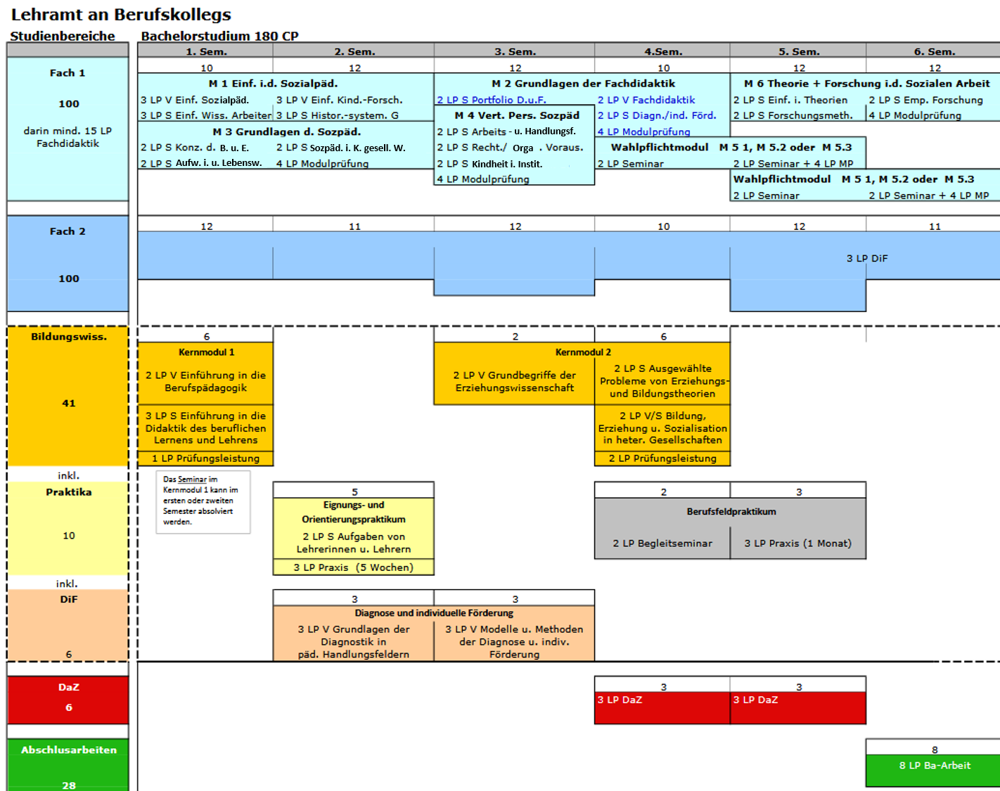 Lehramt an Berufskollegs
Studienbereiche Bachelorstudium 180 CP
1. Sem. 2. Sem. 3. Sem. 4.Sem. 5. Sem. 6. Sem.
Fach 1
100
darin mind. 15 LP
Fachdidaktik
10 12 12 10 12 12
M 1 Einf. i.d. Sozialpäd.
3 LP V Einf. Sozialpäd. 3 LP V Einf. Kind.-Forsch.
3 LP S Einf. Wiss. Arbeiter 3 LP S Histor.-system. G
M 3 Grundlagen d. Sozpäd.
2 LP S Konz. d. B. u. E. 2 LP S Sozpäd. i. K. gesell. W.
2 LP S Aufw. i. u. Lebensw. 4 LP Modulprüfung
M 2 Grundlagen der Fachdidaktik
2 LP S Portfolio D.u.F. 2 LP V Fachdidaktik
2 LP S Diagn./ind. Förd.
4 LP Modulprüfung
M 4 Vert. Pers. Sozpäd
2 LP S Arbeits - u. Handlungsf.
2 LP S Recht./ Orga . Voraus.
2 LP S Kindheit i. Instit.
4 LP Modulprüfung
M 6 Theorie + Forschung i.d. Sozialen Arbeit
2 LP S Einf. i. Theorien 2 LP S Emp. Forschung
2 LP S Forschungsmeth. 4 LP Modulprüfung
Wahlpflichtmodul M 5 1, M 5.2 oder M 5.3
2 LP Seminar 2 LP Seminar + 4 LP MP
Wahlpflichtmodul M 5 1, M 5.2 oder M 5.3
2 LP Seminar 2 LP Seminar + 4 LP MP
Fach 2
100
12 11 12 10 12 11
3 LP DiF
Bildungswiss.
41
6 2 6
Kernmodul 1
2 LP V Einführung in die
Berufspädagogik
3 LP S Einführung in die
Didaktik des beruflichen
Lernens und Lehrens
1 LP Prüfungsleistung
Kernmodul 2
2 LP V Grundbegriffe der
Erziehungswissenschaft
2 LP S Ausgewählte
Probleme von Erziehungs-
und Bildungstheorien
2 LP V/S Bildung,
Erziehung u. Sozialisation
in heter. Gesellschaften
2 LP Prüfungsleistung
Das Seminar im
Kernmodul 1 kann im
ersten oder zweiten
Semester absolviert
werden.
inkl.
Praktika
10
5 2 3
Eignungs- und
Orientierungspraktikum
2 LP S Aufgaben von
Lehrerinnen u. Lehrern
3 LP Praxis (5 Wochen)
Berufsfeldpraktikum
2 LP Begleitseminar 3 LP Praxis (1 Monat)
inkl.
DiF
6
3 3
Diagnose und individuelle Förderung
3 LP V Grundlagen der
Diagnostik in
päd. Handlungsfeldern
3 LP V Modelle u. Methoden
der Diagnose u. indiv.
Förderung
DaZ
6
3 3
3 LP DaZ 3 LP DaZ
Abschlusarbeiten
28
8
8 LP Ba-Arbeit